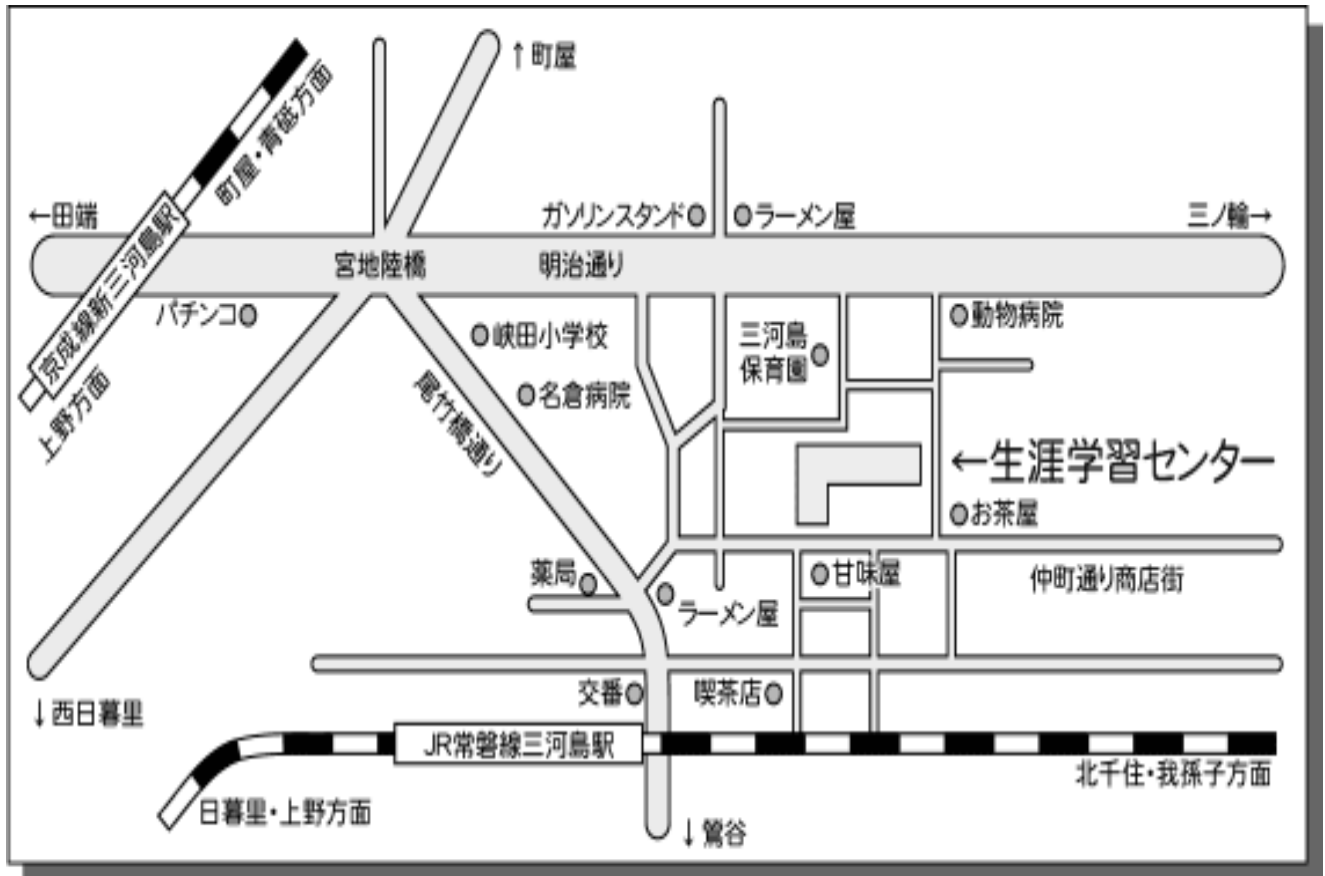 ↑町屋
町屋・青砥方面
←田端
京成線新三河島駅
上野方面
ガソリンスタンド
ラーメン屋
三ノ輪→
宮地陸橋
明治通り
パチンコ
峡田小学校
名倉病院
尾竹橋通り
三河島
保育園
動物病院
←生涯学習センター
お茶屋
薬局
ラーメン屋
甘味屋
仲町通り商店街
交番
喫茶店
↓西日暮里
JR常磐線三河島駅
北千住・我孫子方面
日暮里・上野方面
↓鶯谷